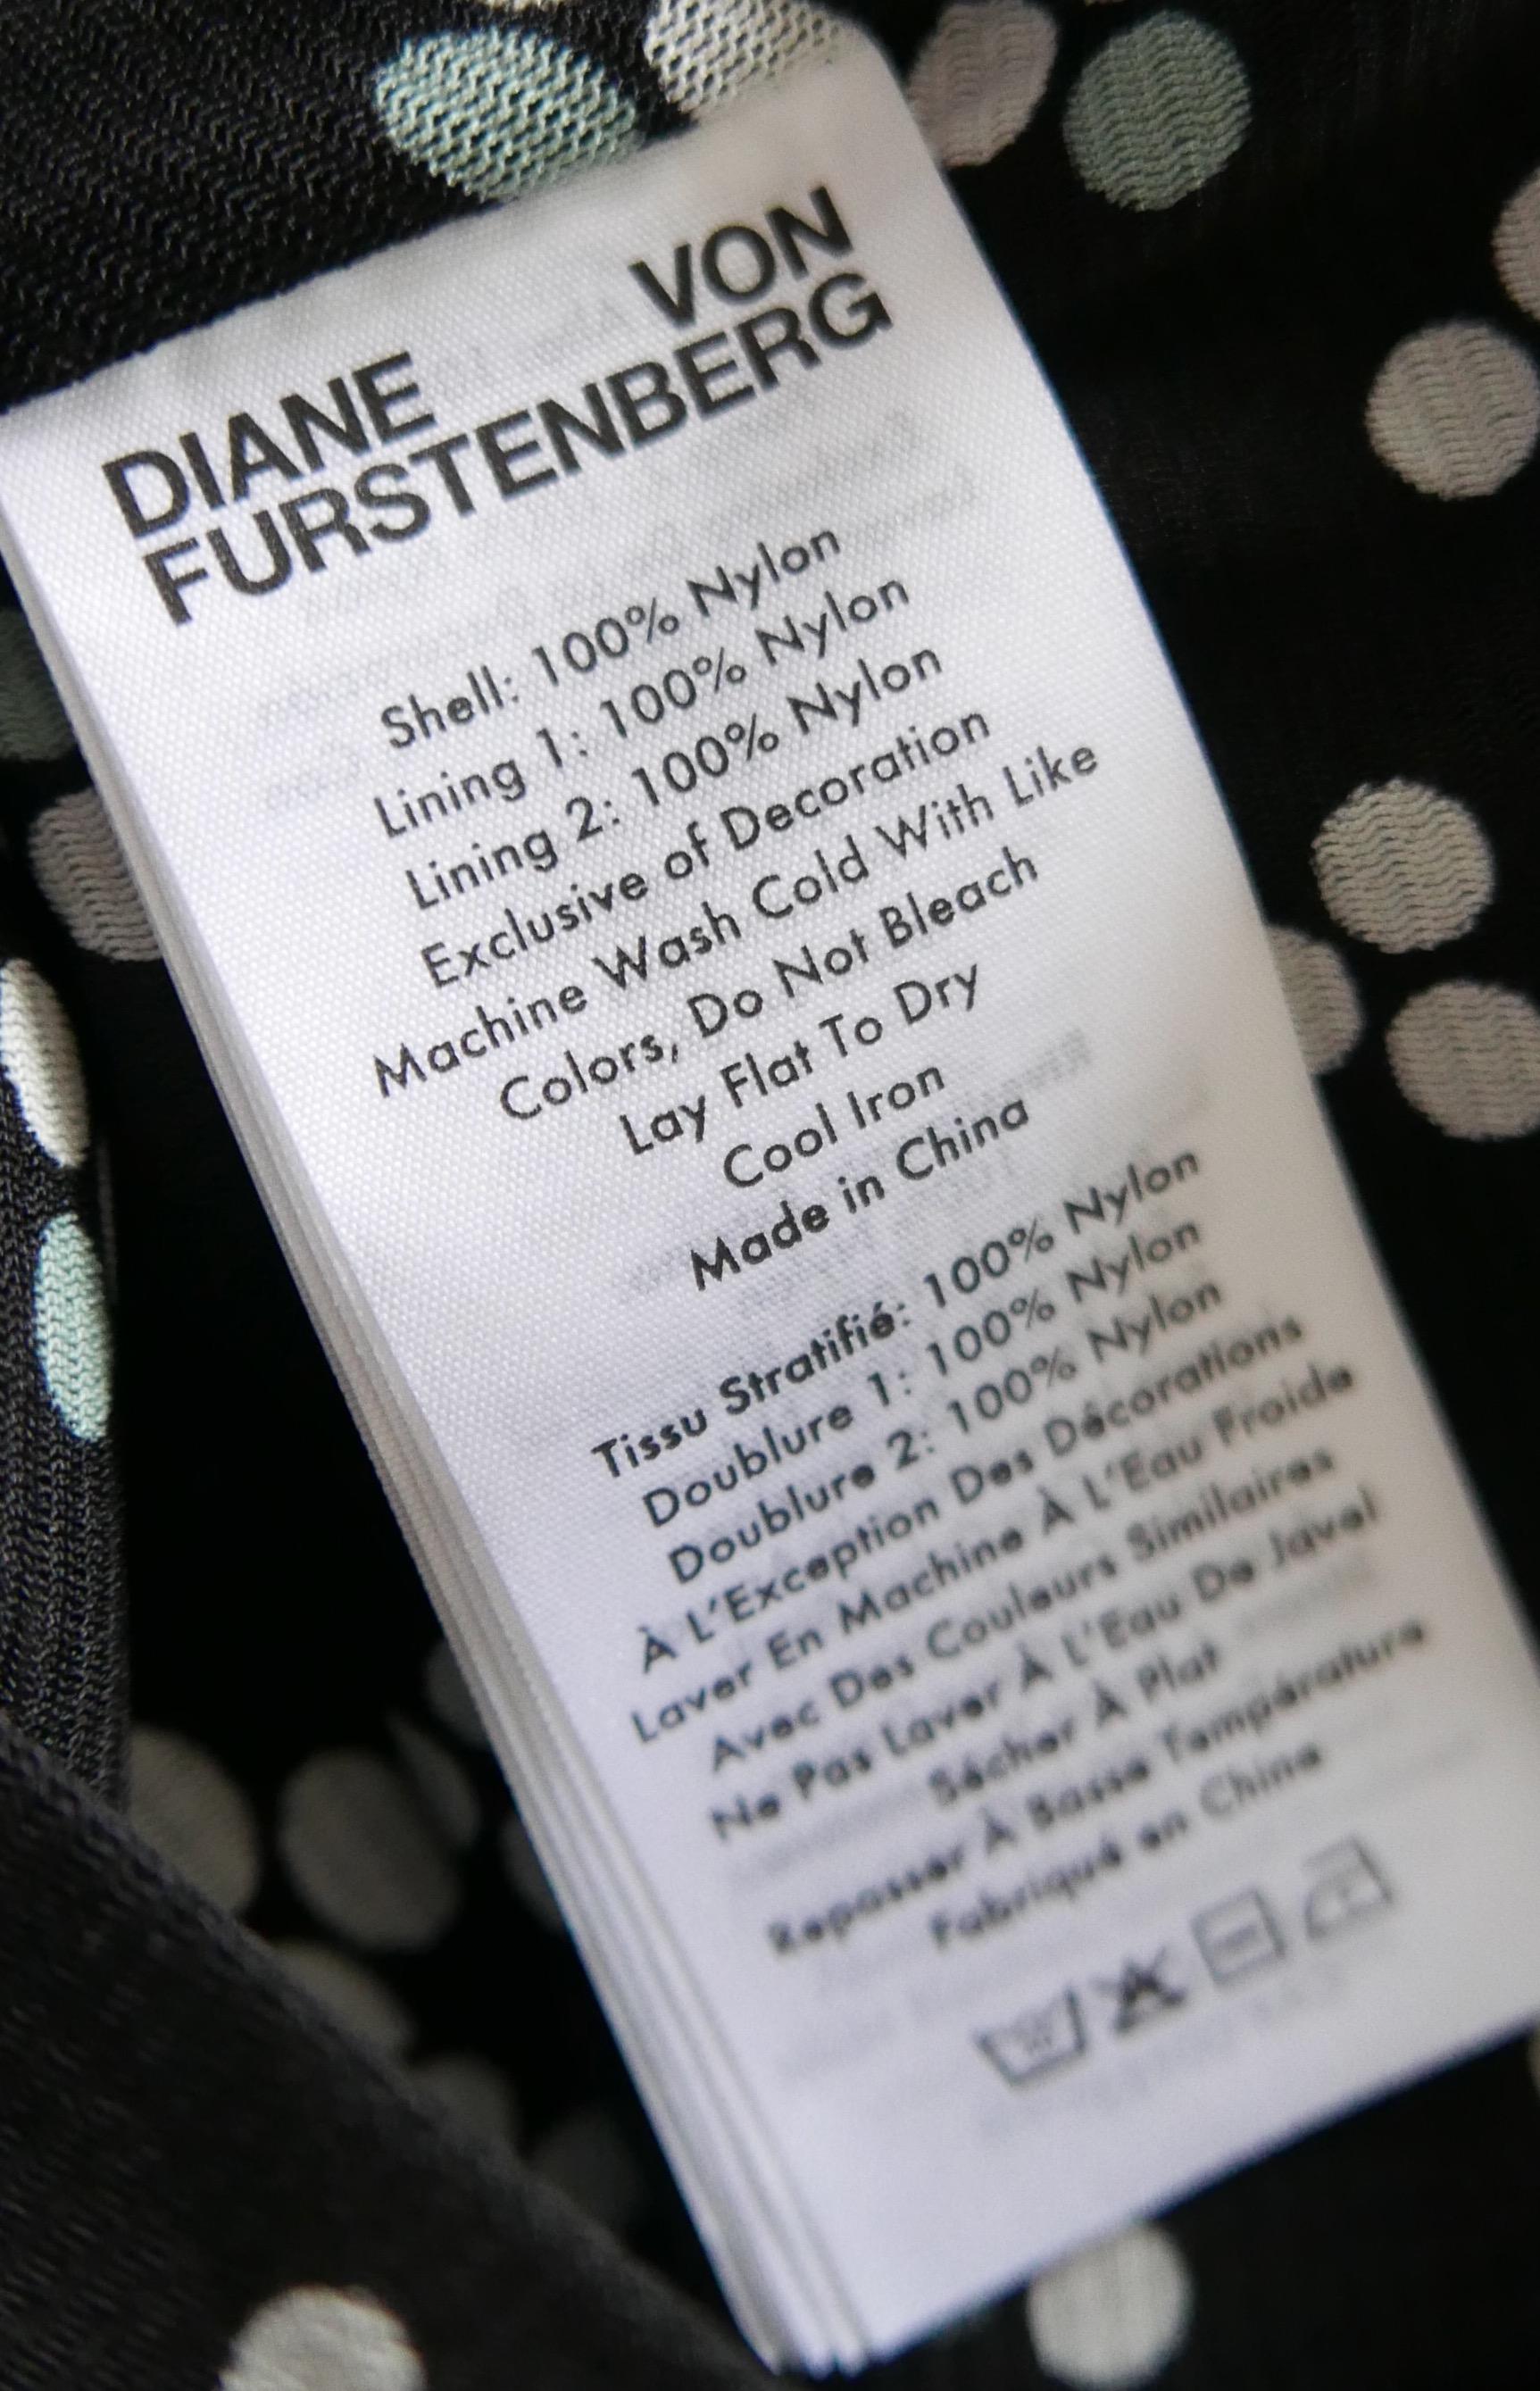 DIANE VON
FURSTENBERG
Shell: 100% Nylon
Lining 1: 100% Nylon
Lining 2: 100% Nylon
Exclusive of Decoration
Machine Wash Cold With Like
Colors, Do Not Bleach
Lay Flat To Dry
Cool Iron
Made in China
Tissu Stratifié: 100% Nylon
Doublure 1: 100% Nylon
Doublure 2: 100% Nylon
À L'Exception Des Décorations
Laver En Machine À L'Eau Froide
Avec Des Couleurs Similaires
Ne Pas Laver À L'Eau De Javel
Sécher À Plat
Repasser À Basse Température
Fabriqué en China